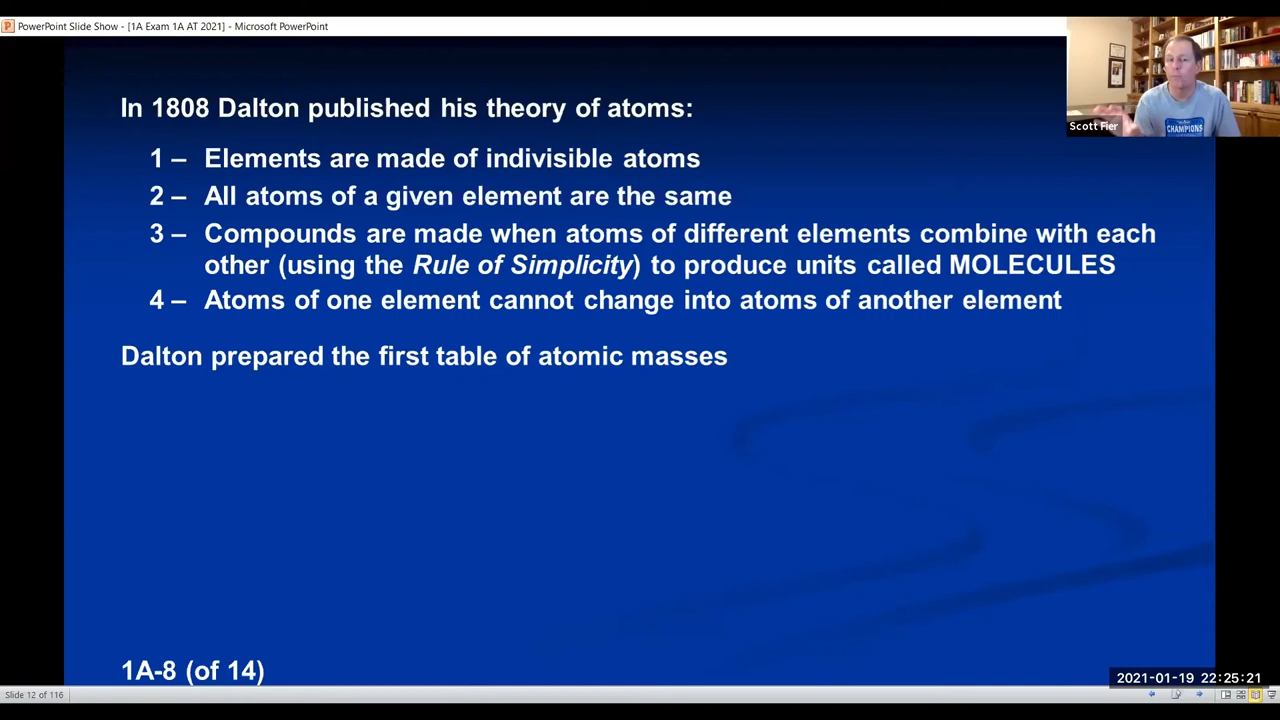 PowerPoint Slide Show - [1A Exam 1A AT 2021] - Microsoft PowerPoint
In 1808 Dalton published his theory of atoms:
1 – Elements are made of indivisible atoms
2 – All atoms of a given element are the same
3 – Compounds are made when atoms of different elements combine with each
other (using the Rule of Simplicity) to produce units called MOLECULES
4 – Atoms of one element cannot change into atoms of another element
Dalton prepared the first table of atomic masses
1A-8 (of 14)
Scott Fier
CHAMPIONS
2021-01-19 22:25:21
Slide 12 of 116